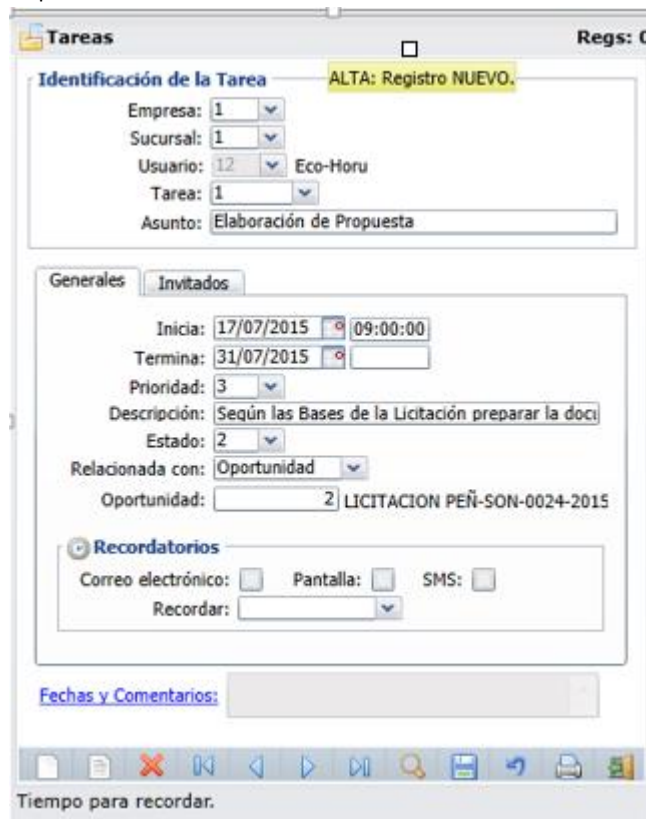 Tareas Regs: 0
Identificación de la Tarea ALTA: Registro NUEVO.
Empresa: 1
Sucursal: 1
Usuario: 12 Eco-Horu
Tarea: 1
Asunto: Elaboración de Propuesta
Generales Invitados
Inicia: 17/07/2015 09:00:00
Termina: 31/07/2015
Prioridad: 3
Descripción: Según las Bases de la Licitación preparar la docu
Estado: 2
Relacionada con: Oportunidad
Oportunidad: 2 LICITACION PEÑ-SON-0024-2015
Recordatorios
Correo electrónico: Pantalla: SMS:
Recordar:
Fechas y Comentarios:
Tiempo para recordar.